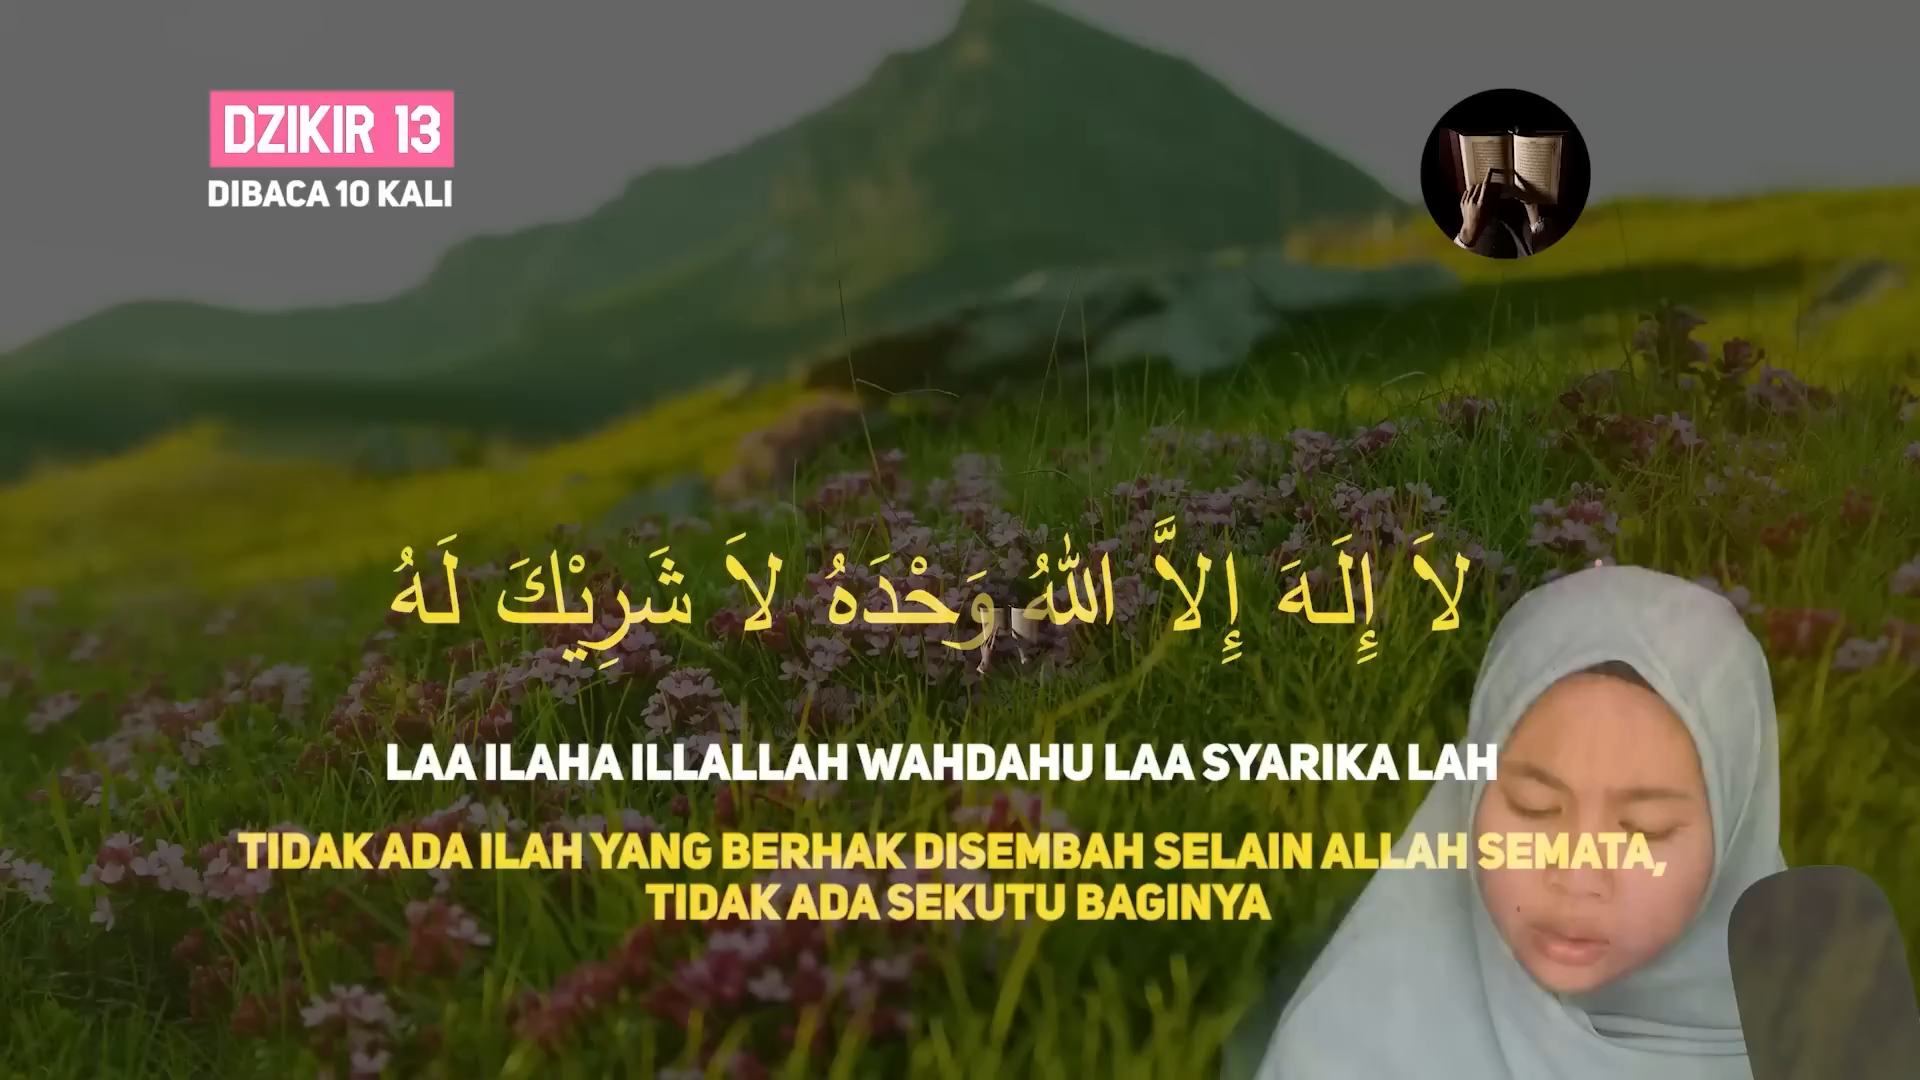 DZIKIR 13
DIBACA 10 KALI
لاَ إِلَهَ إِلاَّ اللهُ وَحْدَهُ لاَ شَرِيْكَ لَهُ
LAA ILAHA ILLALLAH WAHDAHU LAA SYARIKA LAH
TIDAK ADA ILAH YANG BERHAK DISEMBAH SELAIN ALLAH SEMATA,
TIDAK ADA SEKUTU BAGINYA